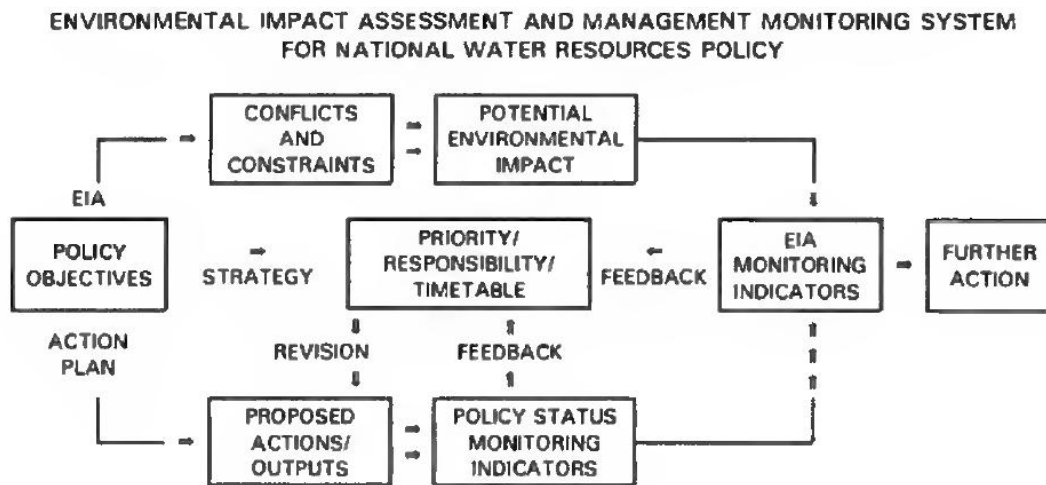 ENVIRONMENTAL IMPACT ASSESSMENT AND MANAGEMENT MONITORING SYSTEM
FOR NATIONAL WATER RESOURCES POLICY
CONFLICTS
AND
CONSTRAINTS
POTENTIAL
ENVIRONMENTAL
IMPACT
EIA
POLICY
OBJECTIVES
STRATEGY
PRIORITY/
RESPONSIBILITY/
TIMETABLE
FEEDBACK
EIA
MONITORING
INDICATORS
FURTHER
ACTION
ACTION
PLAN
REVISION
FEEDBACK
PROPOSED
ACTIONS/
OUTPUTS
POLICY STATUS
MONITORING
INDICATORS